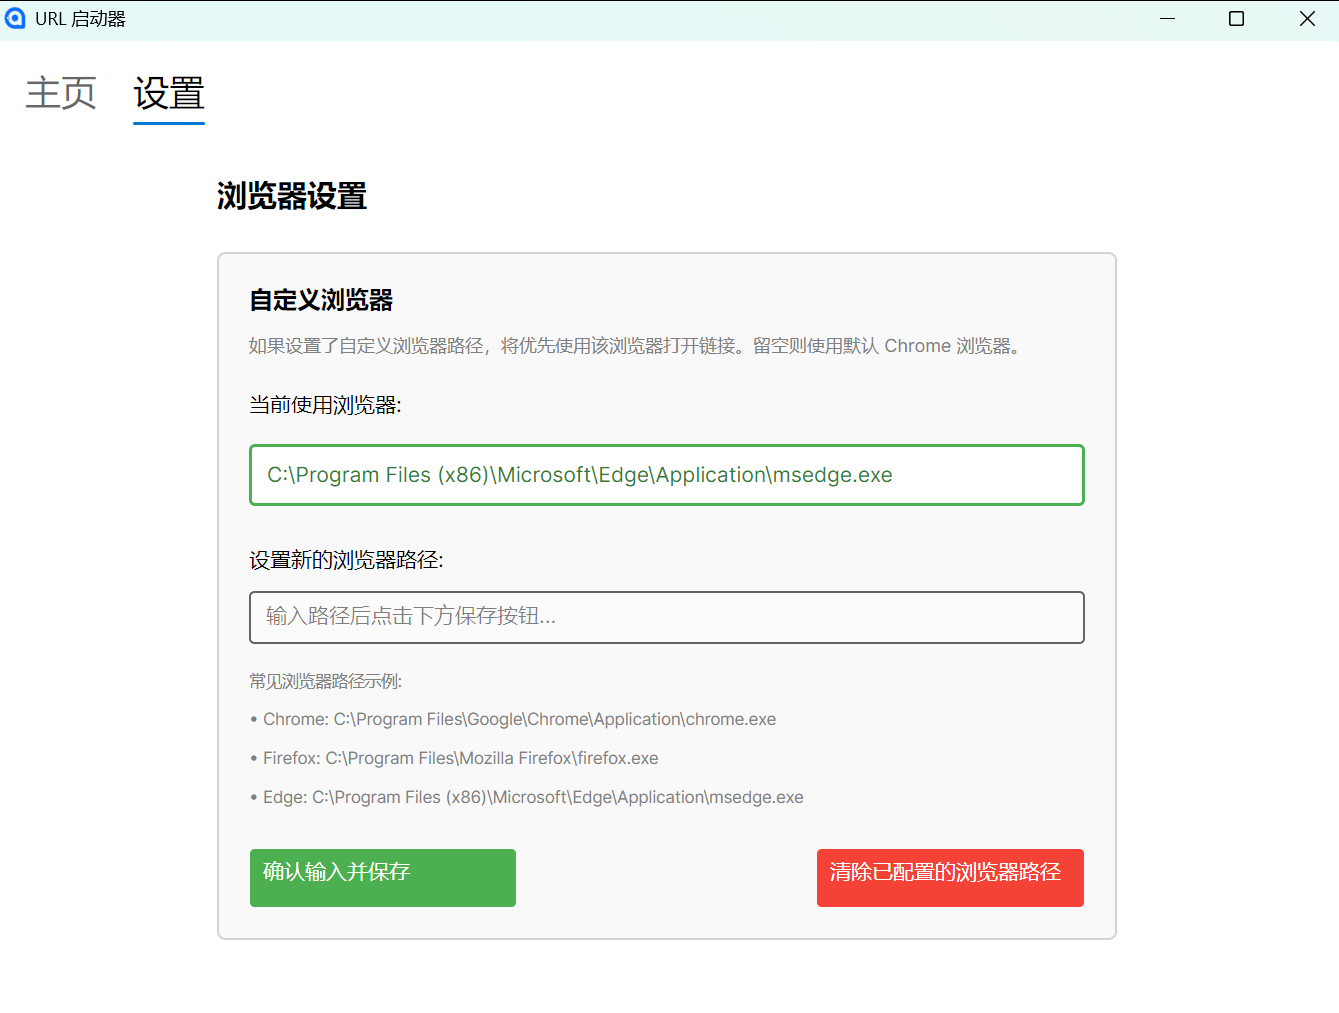 URL 启动器
主页 设置
浏览器设置
自定义浏览器
如果设置了自定义浏览器路径，将优先使用该浏览器打开链接。留空则使用默认 Chrome 浏览器。
当前使用浏览器:
C:\Program Files (x86)\Microsoft\Edge\Application\msedge.exe
设置新的浏览器路径:
输入路径后点击下方保存按钮...
常见浏览器路径示例:
• Chrome: C:\Program Files\Google\Chrome\Application\chrome.exe
• Firefox: C:\Program Files\Mozilla Firefox\firefox.exe
• Edge: C:\Program Files (x86)\Microsoft\Edge\Application\msedge.exe
确认输入并保存 清除已配置的浏览器路径